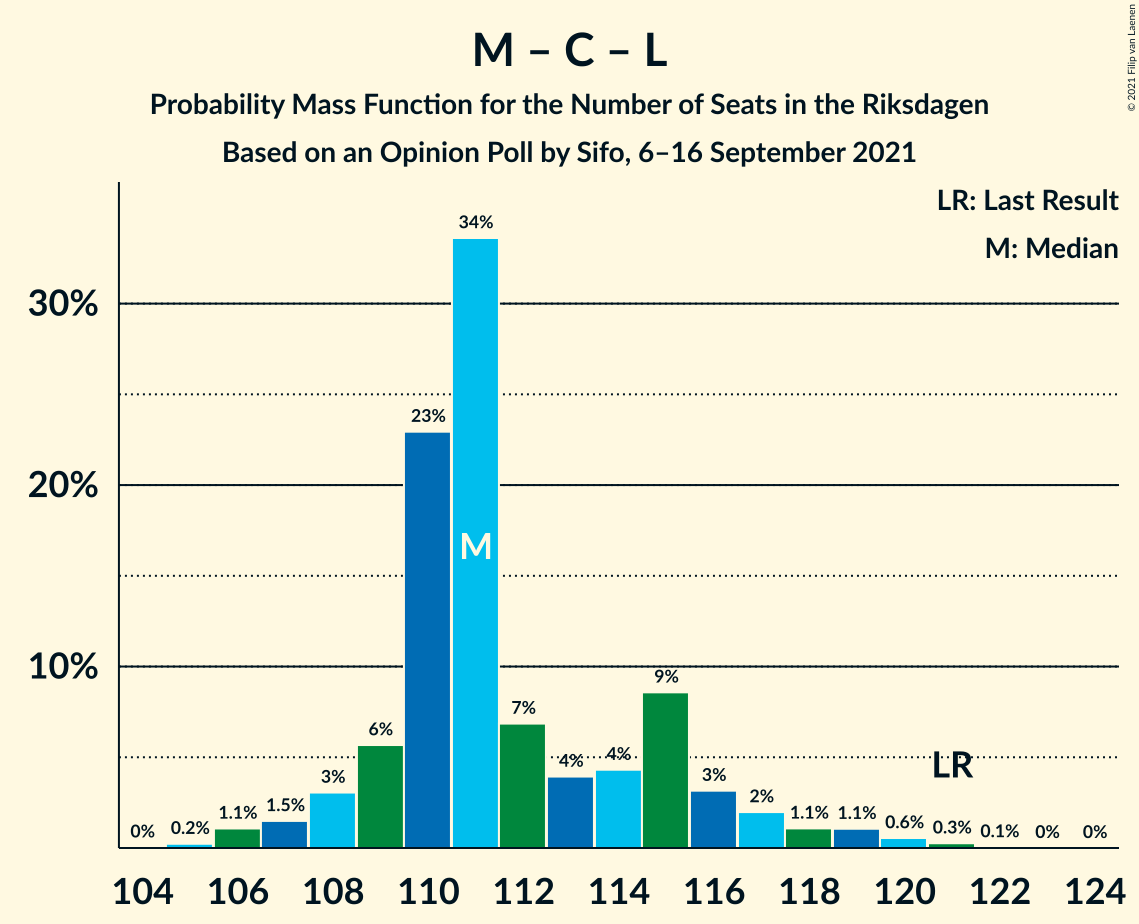 M – C – L
Probability Mass Function for the Number of Seats in the Riksdagen
Based on an Opinion Poll by Sifo, 6–16 September 2021
© 2021 Filip van Laenen
LR: Last Result
M: Median
30%
20%
10%
0%
0.2%
1.1%
1.5%
3%
6%
23%
34%
7%
4%
4%
9%
3%
2%
1.1%
1.1%
0.6%
0.3%
0.1%
0%
0%
M
LR
104 106 108 110 112 114 116 118 120 122 124